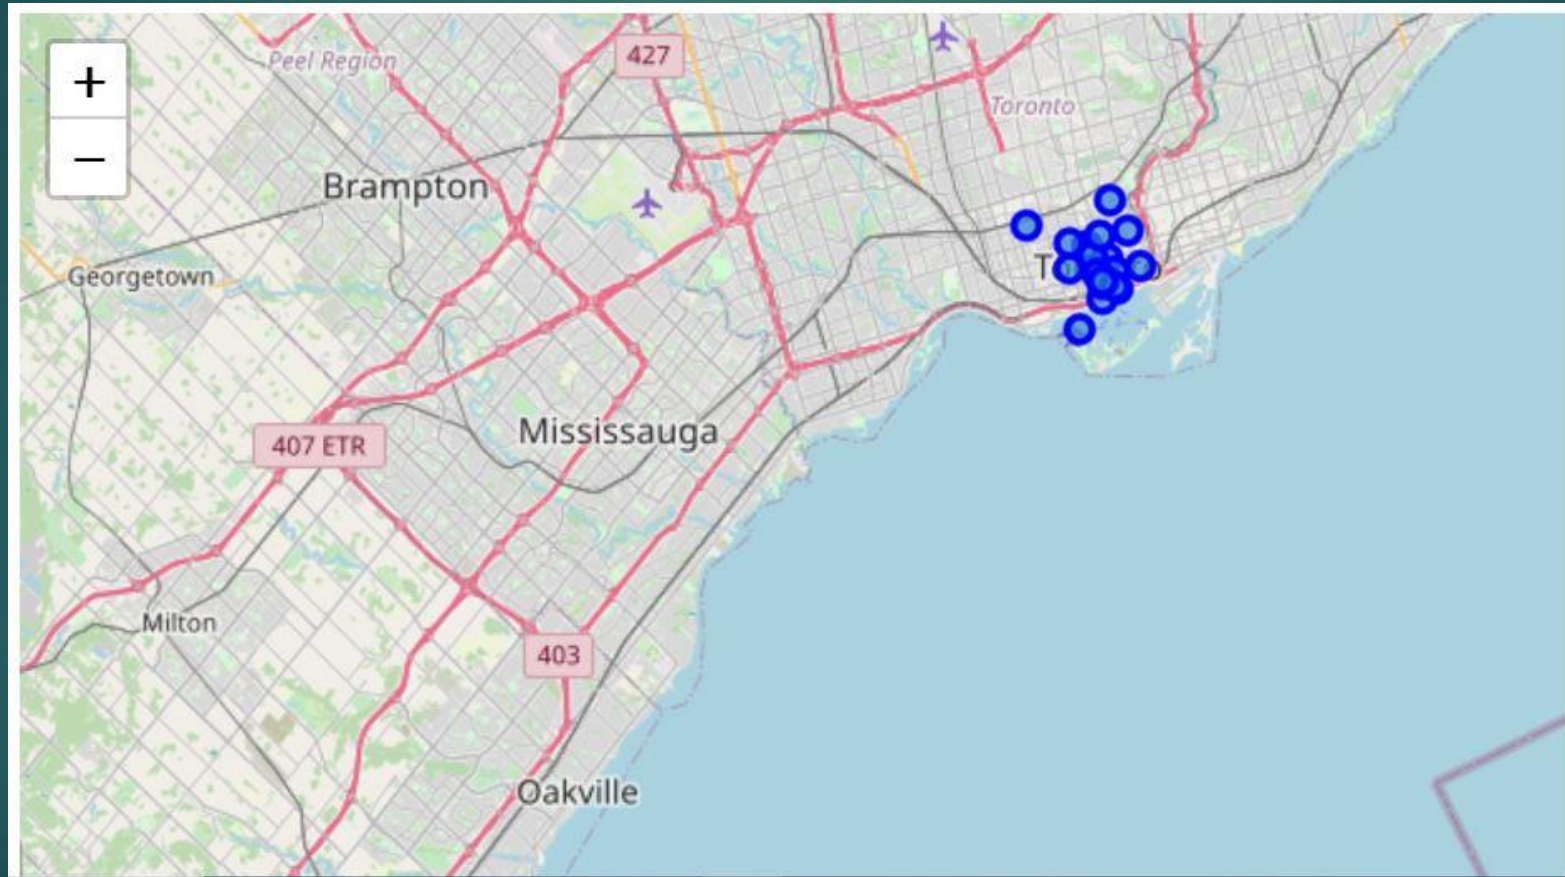 +
−
Peel Region
427
Toronto
Brampton
Georgetown
Mississauga
407 ETR
Milton
403
Oakville